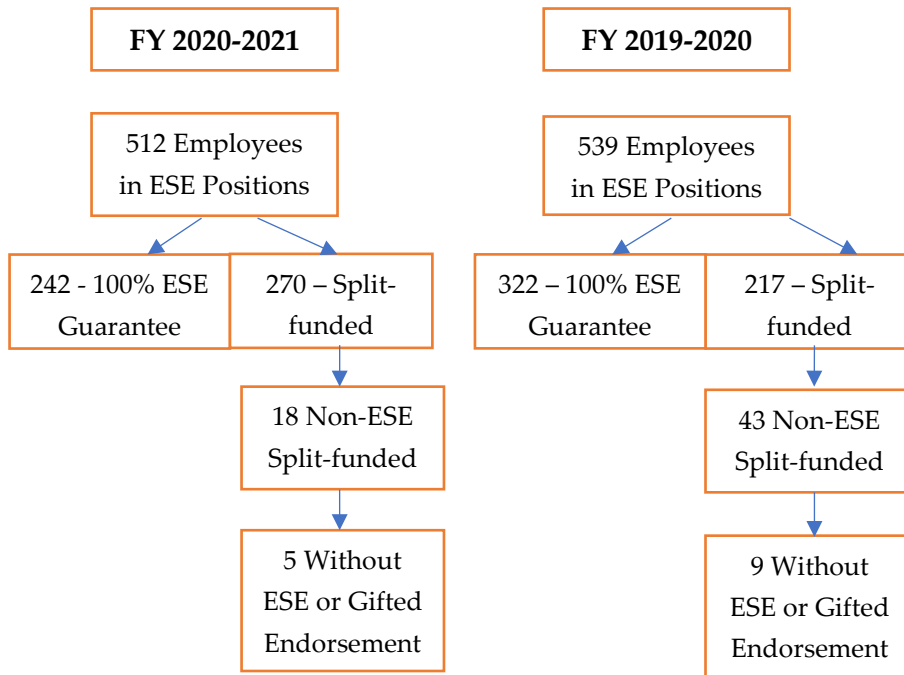 FY 2020-2021
512 Employees
in ESE Positions
242 - 100% ESE
Guarantee
270 – Split-
funded
18 Non-ESE
Split-funded
5 Without
ESE or Gifted
Endorsement
FY 2019-2020
539 Employees
in ESE Positions
322 – 100% ESE
Guarantee
217 – Split-
funded
43 Non-ESE
Split-funded
9 Without
ESE or Gifted
Endorsement